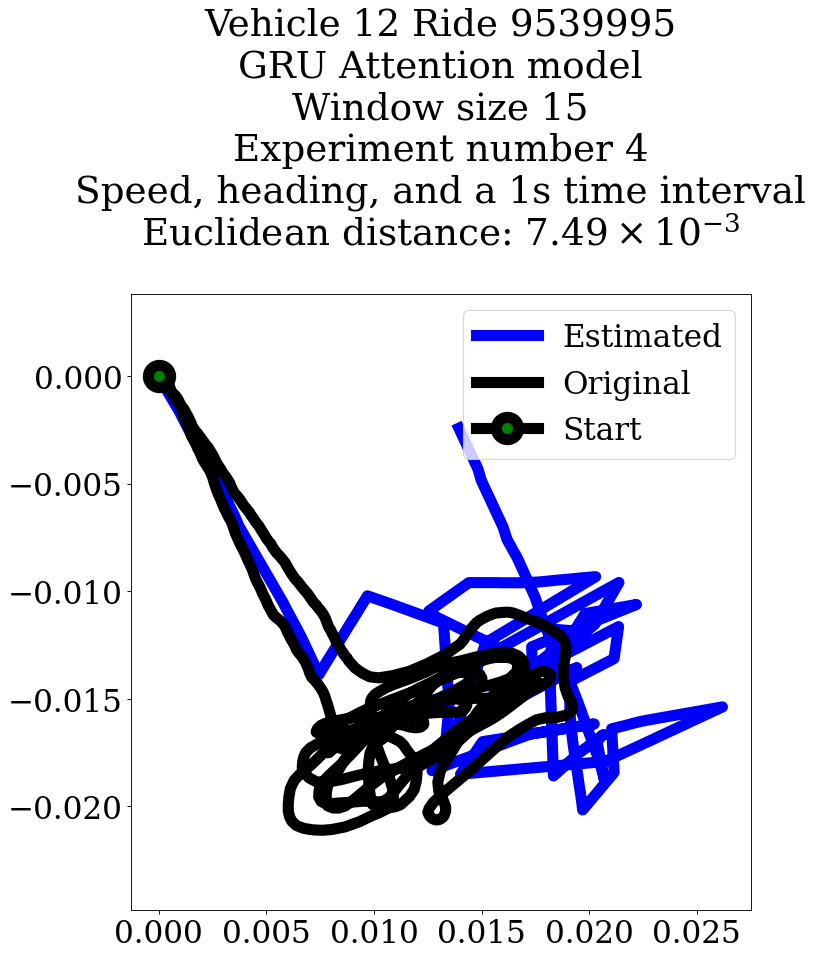 Vehicle 12 Ride 9539995
GRU Attention model
Window size 15
Experiment number 4
Speed, heading, and a 1s time interval
Euclidean distance: 7.49 × 10⁻³
Estimated
Original
Start
0.000
−0.005
−0.010
−0.015
−0.020
0.000 0.005 0.010 0.015 0.020 0.025